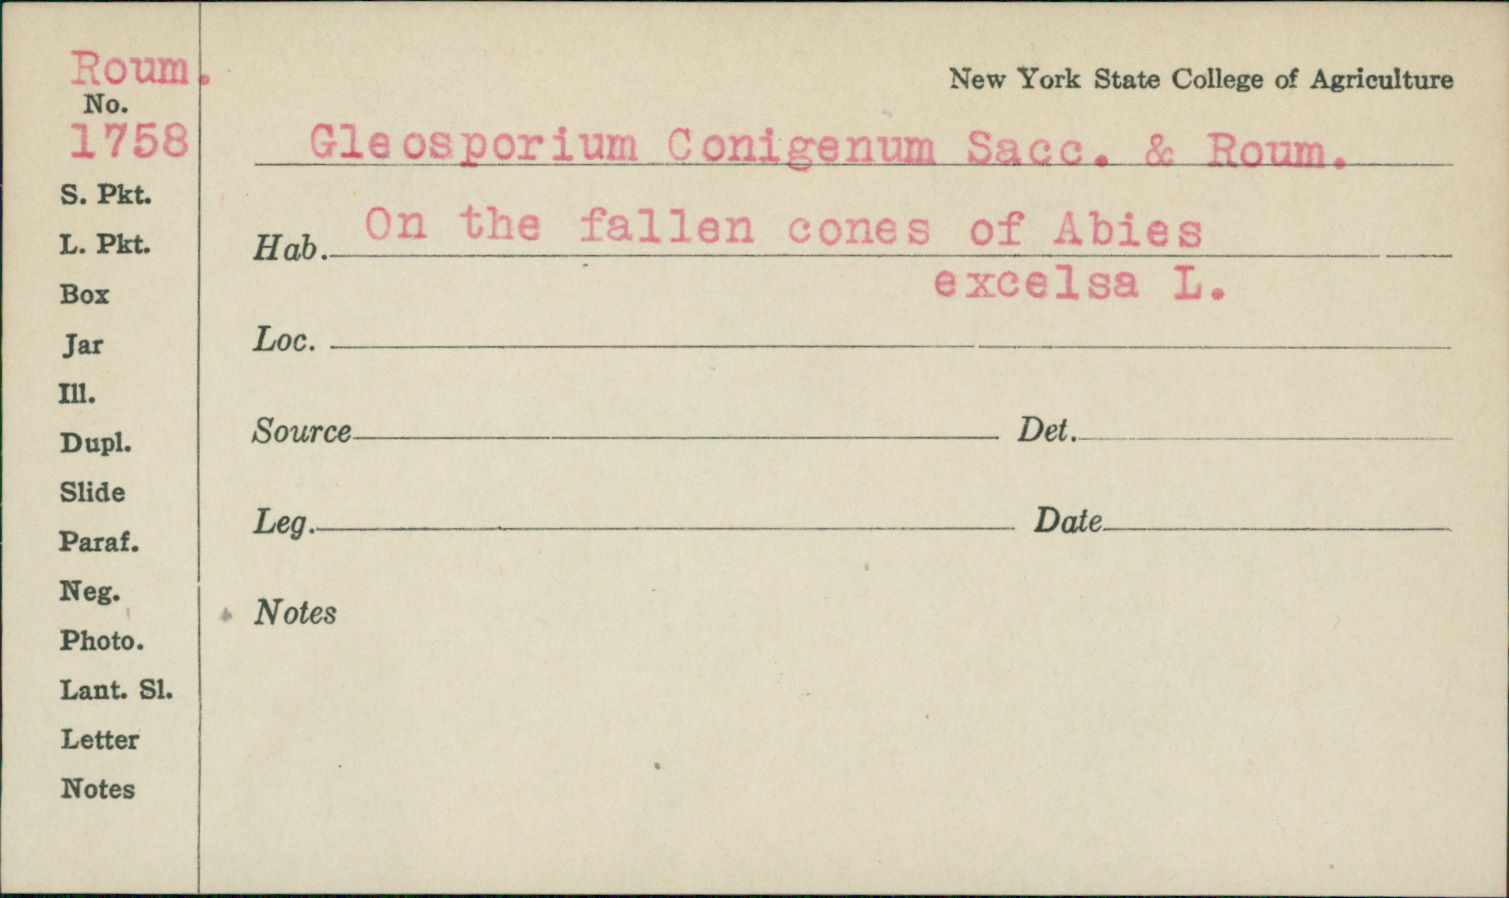 Roum.
No.
1758
S. Pkt.
L. Pkt.
Box
Jar
Ill.
Dupl.
Slide
Paraf.
Neg.
Photo.
Lant. Sl.
Letter
Notes
New York State College of Agriculture
Gleosporium Conigenum Sacc. & Roum.
Hab. On the fallen cones of Abies
excelsa L.
Loc.
Source Det.
Leg. Date
Notes